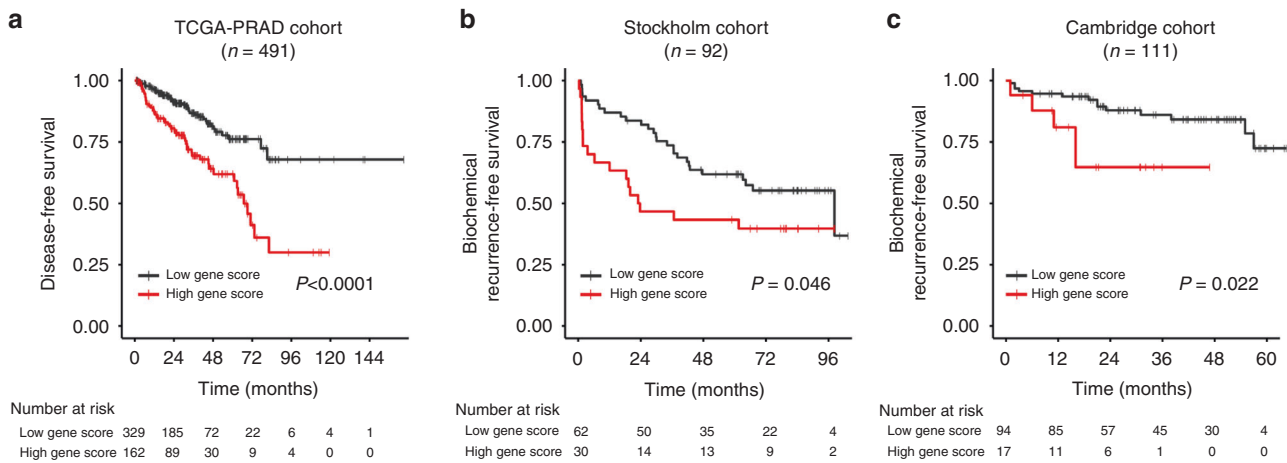 a
TCGA-PRAD cohort
(n = 491)
Disease-free survival
1.00
0.75
0.50
0.25
0.00
Low gene score
High gene score
P<0.0001
0 24 48 72 96 120 144
Time (months)
Number at risk
Low gene score 329 185 72 22 6 4 1
High gene score 162 89 30 9 4 0 0
b
Stockholm cohort
(n = 92)
Biochemical
recurrence-free survival
1.00
0.75
0.50
0.25
0.00
Low gene score
High gene score
P = 0.046
0 24 48 72 96
Time (months)
Number at risk
Low gene score 62 50 35 22 4
High gene score 30 14 13 9 2
c
Cambridge cohort
(n = 111)
Biochemical
recurrence-free survival
1.00
0.75
0.50
0.25
0.00
Low gene score
High gene score
P = 0.022
0 12 24 36 48 60
Time (months)
Number at risk
Low gene score 94 85 57 45 30 4
High gene score 17 11 6 1 0 0